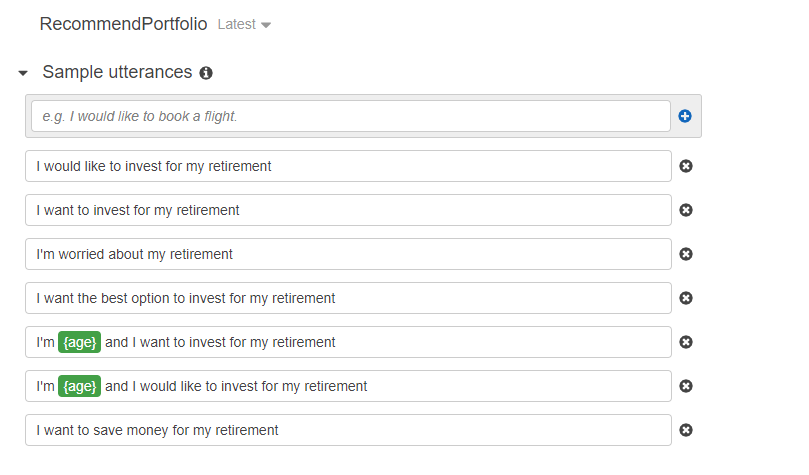 RecommendPortfolio Latest
Sample utterances
e.g. I would like to book a flight.
I would like to invest for my retirement
I want to invest for my retirement
I'm worried about my retirement
I want the best option to invest for my retirement
I'm {age} and I want to invest for my retirement
I'm {age} and I would like to invest for my retirement
I want to save money for my retirement